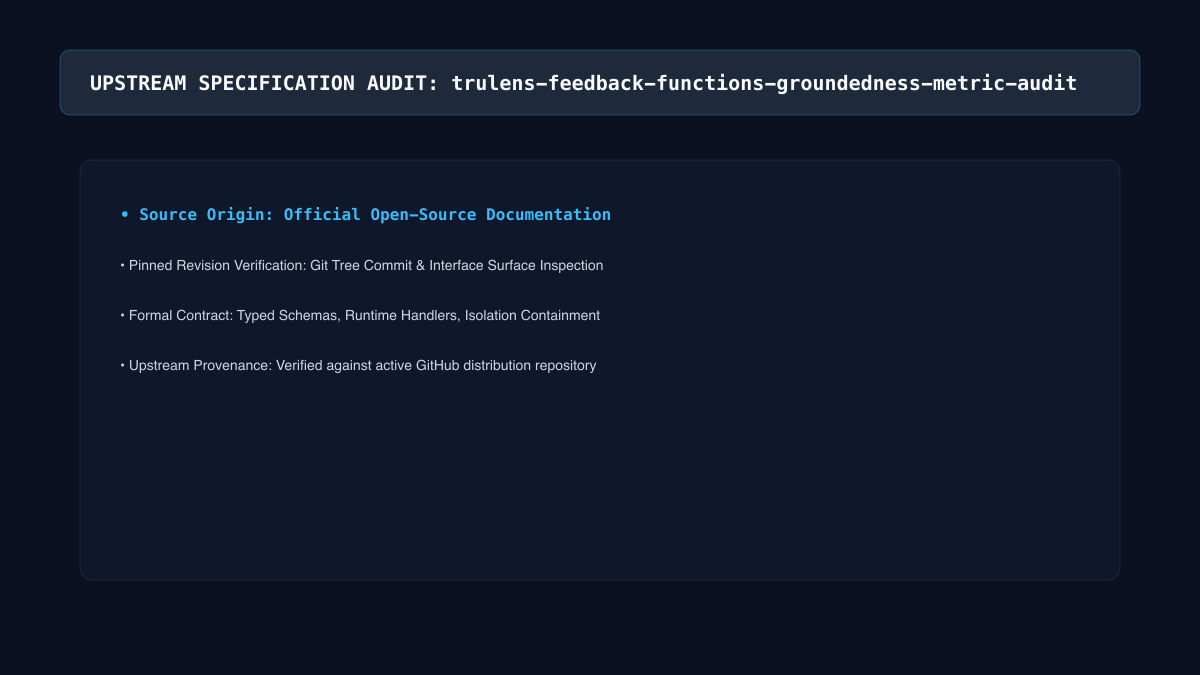 UPSTREAM SPECIFICATION AUDIT: trulens-feedback-functions-groundedness-metric-audit
• Source Origin: Official Open-Source Documentation
• Pinned Revision Verification: Git Tree Commit & Interface Surface Inspection
• Formal Contract: Typed Schemas, Runtime Handlers, Isolation Containment
• Upstream Provenance: Verified against active GitHub distribution repository